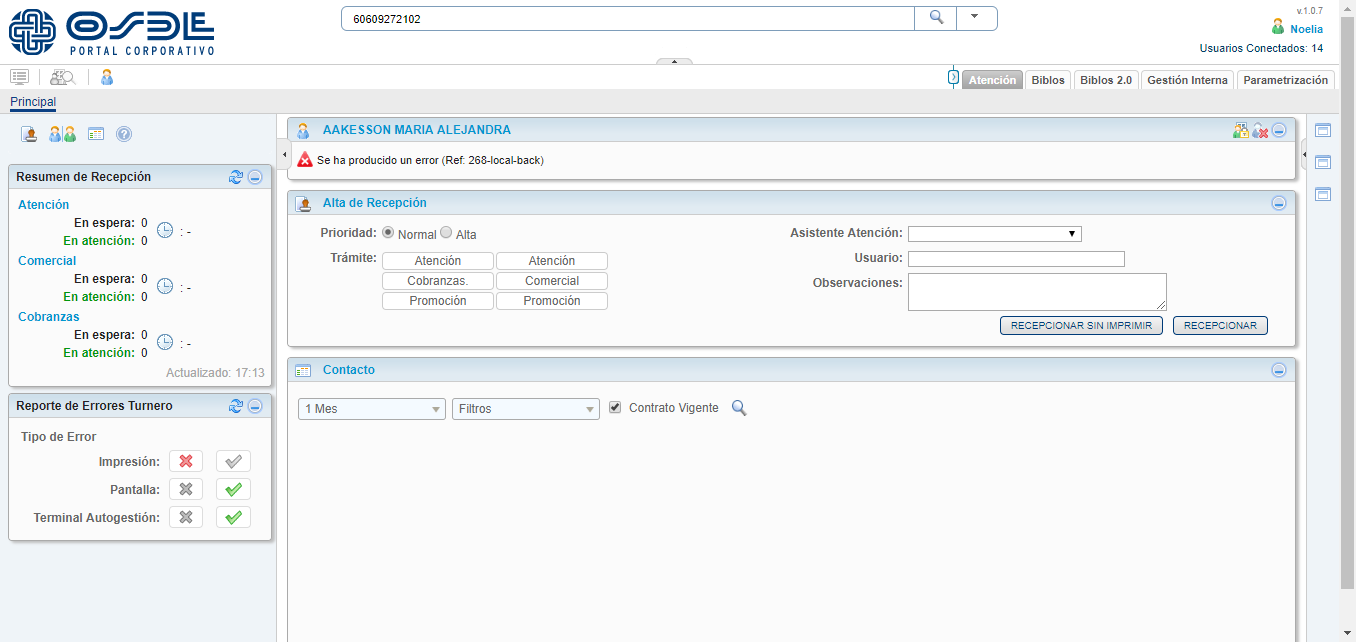 OSDE
PORTAL CORPORATIVO
60609272102
v.1.0.7
Noelia
Usuarios Conectados: 14
Atención
Biblos
Biblos 2.0
Gestión Interna
Parametrización
Principal
Resumen de Recepción
Atención
En espera: 0
En atención: 0
: -
Comercial
En espera: 0
En atención: 0
: -
Cobranzas
En espera: 0
En atención: 0
: -
Actualizado: 17:13
Reporte de Errores Turnero
Tipo de Error
Impresión:
Pantalla:
Terminal Autogestión:
AAKESSON MARIA ALEJANDRA
Se ha producido un error (Ref: 268-local-back)
Alta de Recepción
Prioridad: Normal Alta
Trámite:
Atención Atención
Cobranzas. Comercial
Promoción Promoción
Asistente Atención:
Usuario:
Observaciones:
RECEPCIONAR SIN IMPRIMIR RECEPCIONAR
Contacto
1 Mes Filtros Contrato Vigente